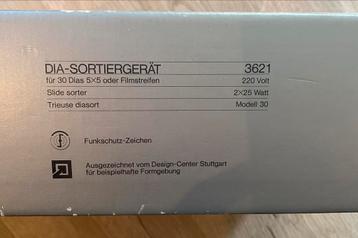 DIA-SORTIERGERÄT 3621
für 30 Dias 5×5 oder Filmstreifen 220 Volt
Slide sorter 2×25 Watt
Trieuse diasort Modell 30
Funkschutz-Zeichen
Ausgezeichnet vom Design-Center Stuttgart
für beispielhafte Formgebung